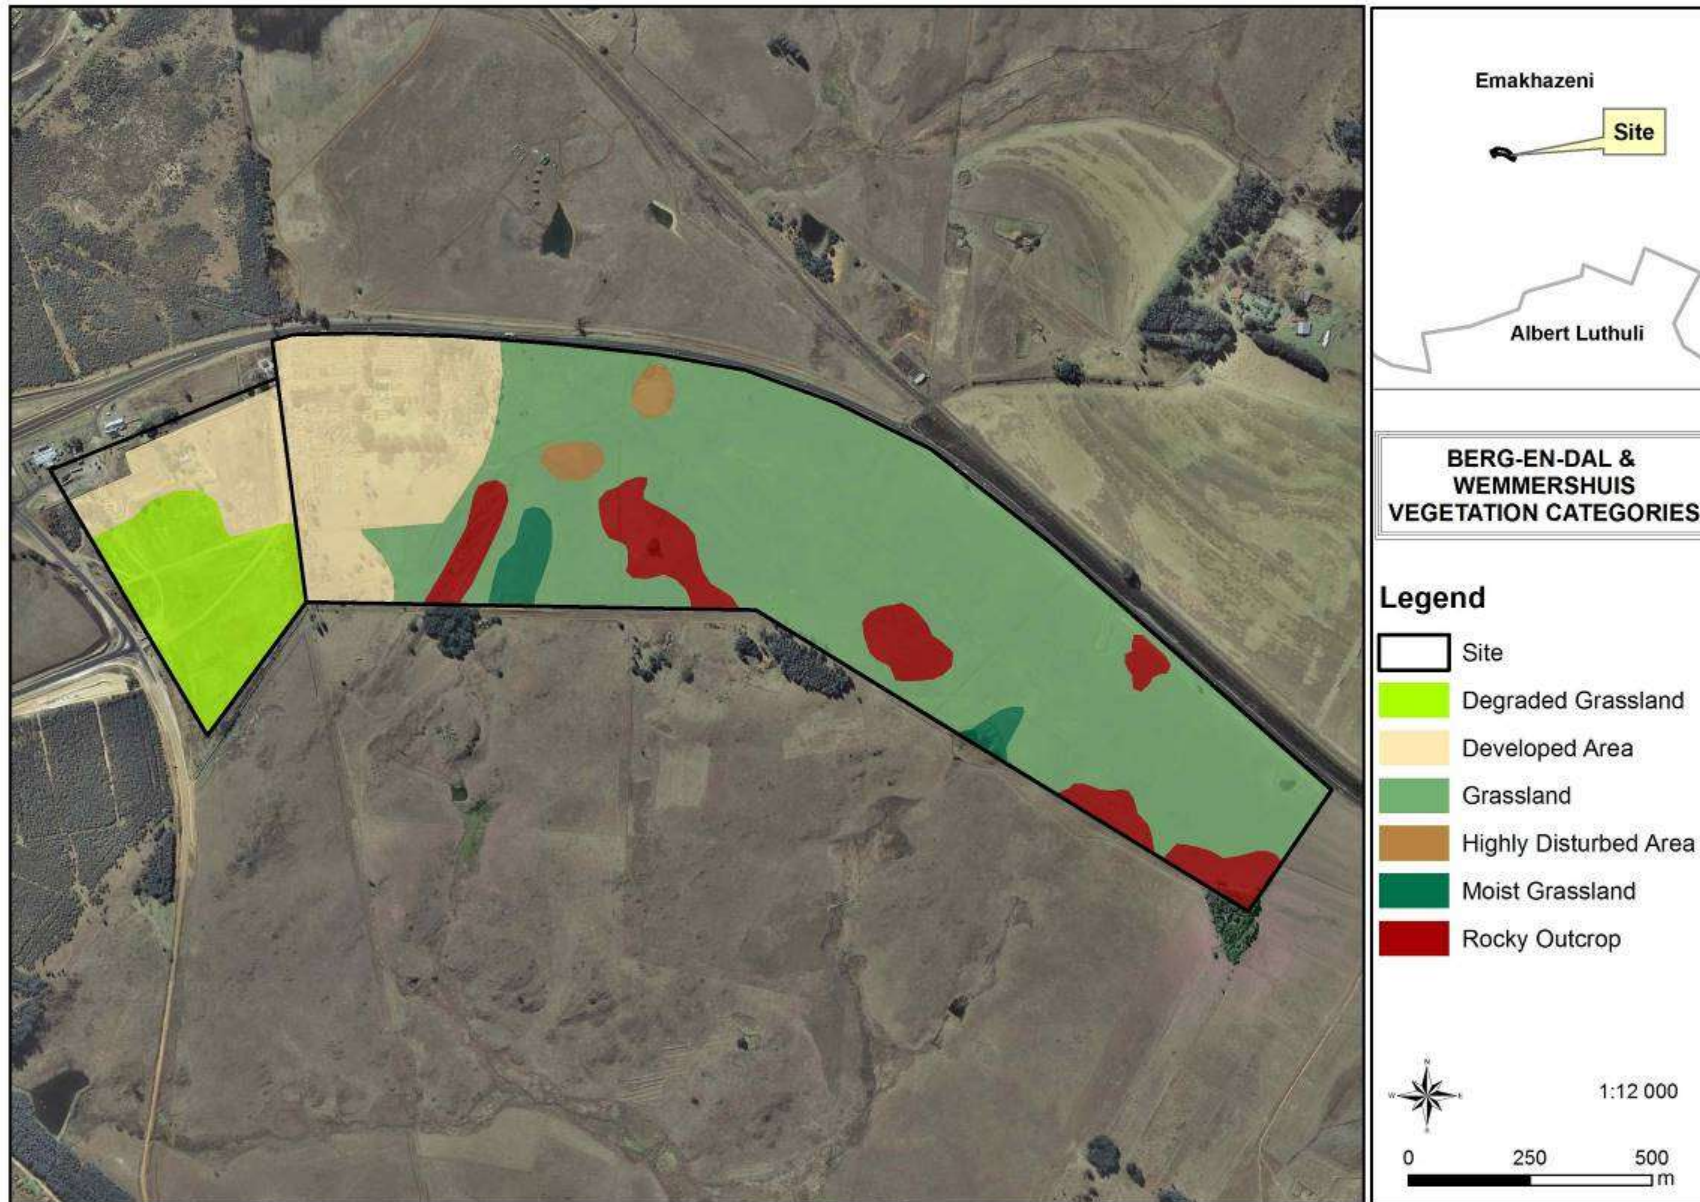 Emakhazeni
Site
Albert Luthuli
BERG-EN-DAL &
WEMMERSHUIS
VEGETATION CATEGORIES
Legend
Site
Degraded Grassland
Developed Area
Grassland
Highly Disturbed Area
Moist Grassland
Rocky Outcrop
N
W E
S
1:12 000
0 250 500
m